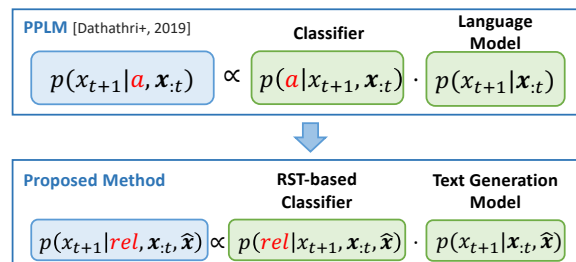 PPLM [Dathathri+, 2019]
Classifier
Language
Model
p(x_{t+1}|a, x_{:t}) ∝ p(a|x_{t+1}, x_{:t}) · p(x_{t+1}|x_{:t})
Proposed Method
RST-based
Classifier
Text Generation
Model
p(x_{t+1}|rel, x_{:t}, x̂) ∝ p(rel|x_{t+1}, x_{:t}, x̂) · p(x_{t+1}|x_{:t}, x̂)